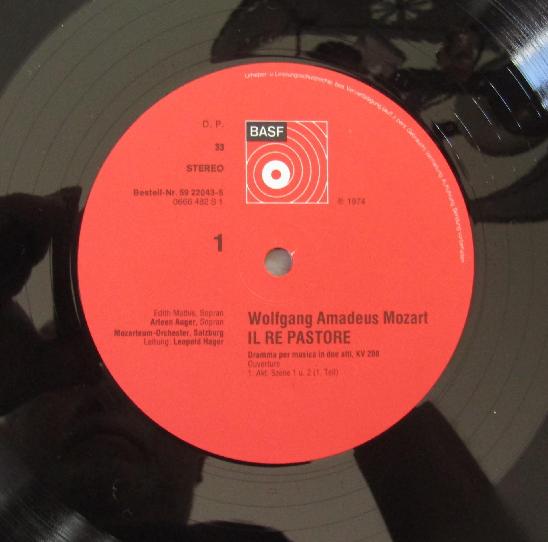 Urheber- u. Leistungsschutzrechte
D. P.
BASF
33
STEREO
Bestell-Nr. 59 22043-5
0666 482 S 1
℗ 1974
1
Edith Mathis, Sopran
Arleen Auger, Sopran
Mozarteum-Orchester, Salzburg
Leitung: Leopold Hager
Wolfgang Amadeus Mozart
IL RE PASTORE
Dramma per musica in due atti, KV 208
Ouverture
1. Akt, Szene 1 u. 2 (1. Teil)